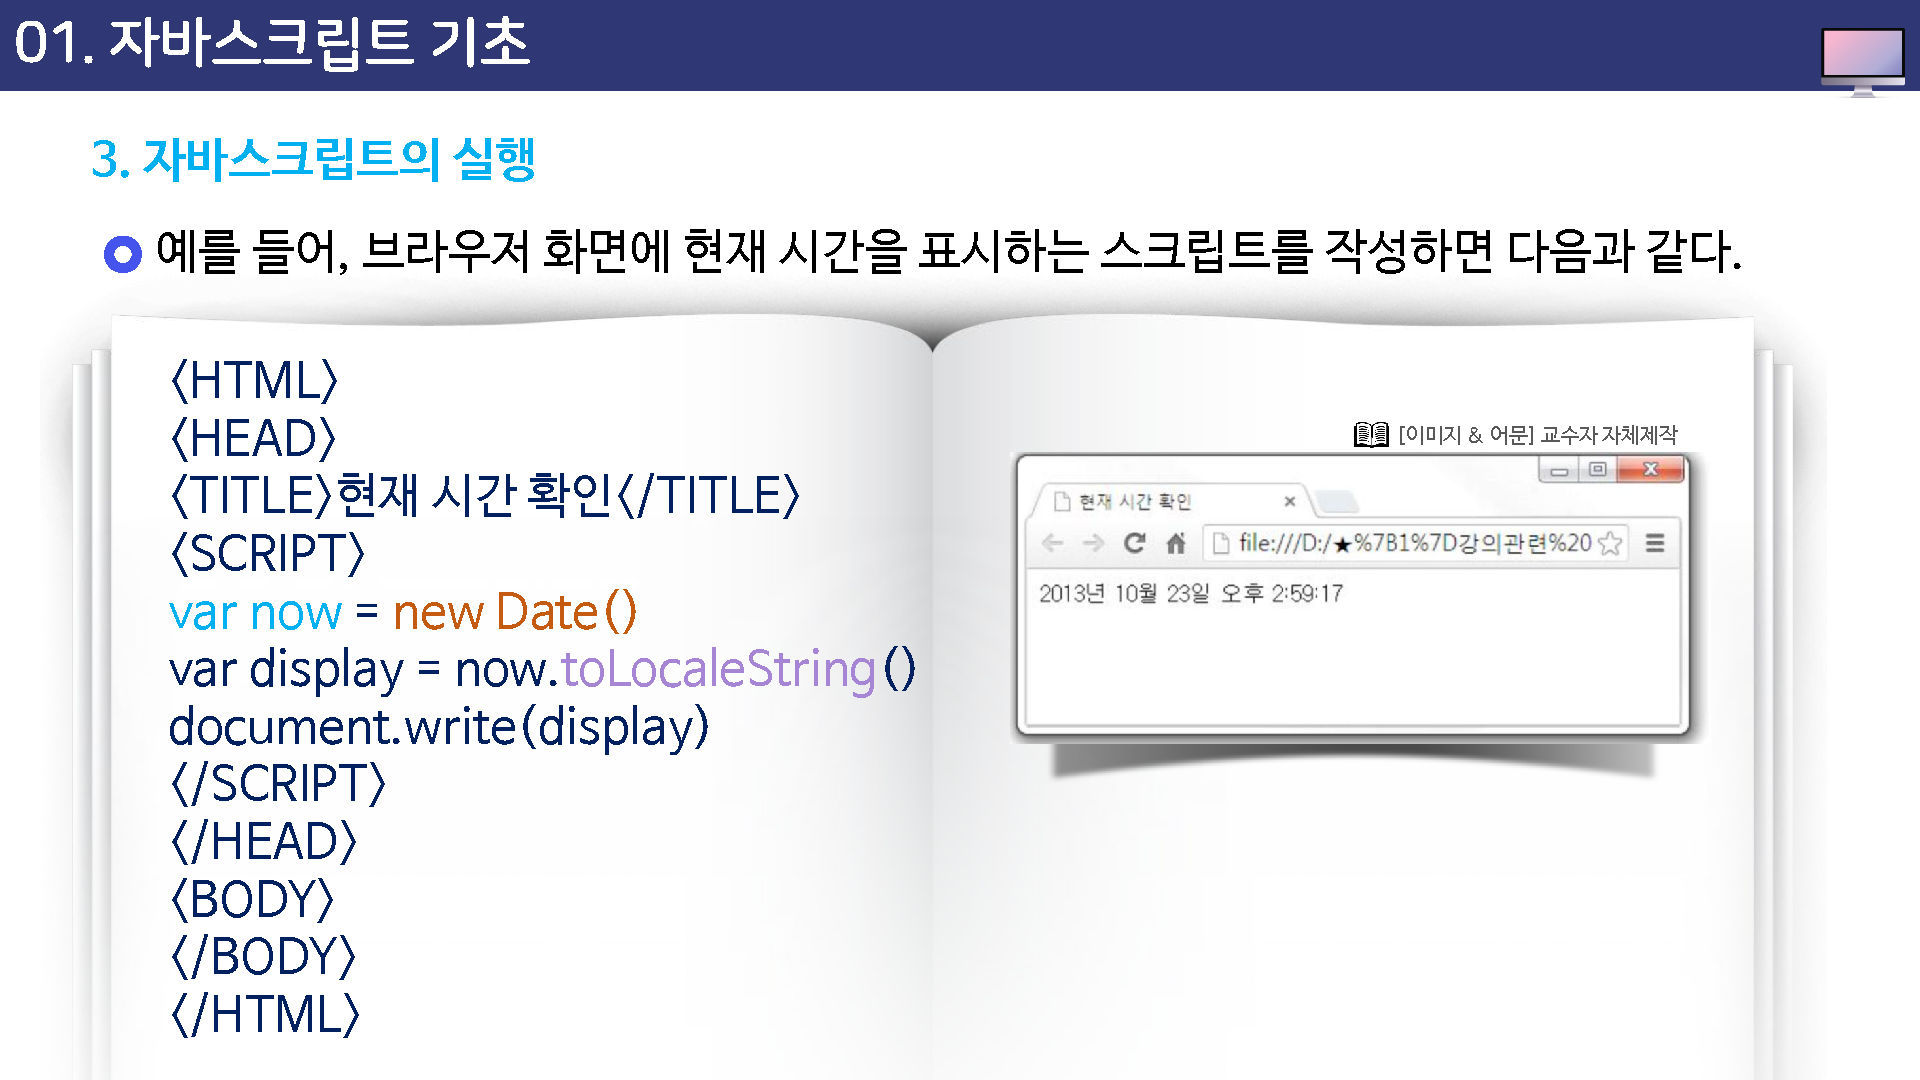 01. 자바스크립트 기초
3. 자바스크립트의 실행
예를 들어, 브라우저 화면에 현재 시간을 표시하는 스크립트를 작성하면 다음과 같다.
<HTML>
<HEAD>
<TITLE>현재 시간 확인</TITLE>
<SCRIPT>
var now = new Date()
var display = now.toLocaleString()
document.write(display)
</SCRIPT>
</HEAD>
<BODY>
</BODY>
</HTML>
[이미지 & 어문] 교수자 자체제작
현재 시간 확인
file:///D:/★%7B1%7D강의관련%20
2013년 10월 23일 오후 2:59:17